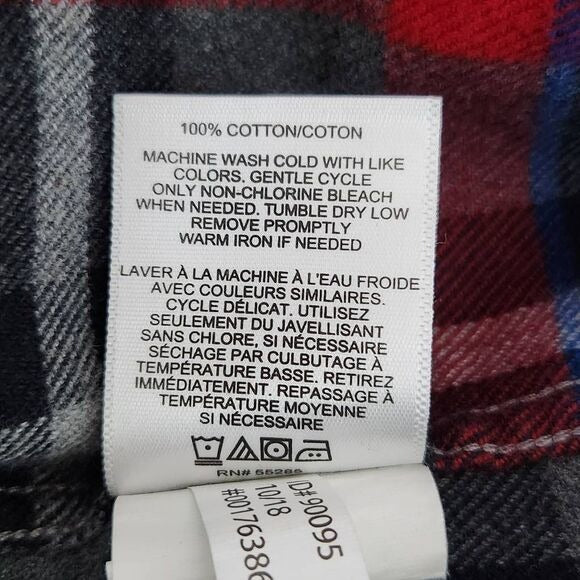 100% COTTON/COTON
MACHINE WASH COLD WITH LIKE
COLORS. GENTLE CYCLE
ONLY NON-CHLORINE BLEACH
WHEN NEEDED. TUMBLE DRY LOW
REMOVE PROMPTLY
WARM IRON IF NEEDED
LAVER À LA MACHINE À L'EAU FROIDE
AVEC COULEURS SIMILAIRES.
CYCLE DÉLICAT. UTILISEZ
SEULEMENT DU JAVELLISANT
SANS CHLORE, SI NÉCESSAIRE
SÉCHAGE PAR CULBUTAGE À
TEMPÉRATURE BASSE. RETIREZ
IMMÉDIATEMENT. REPASSAGE À
TEMPÉRATURE MOYENNE
SI NÉCESSAIRE
RN# 55285
ID#90095
10/18
#00176386